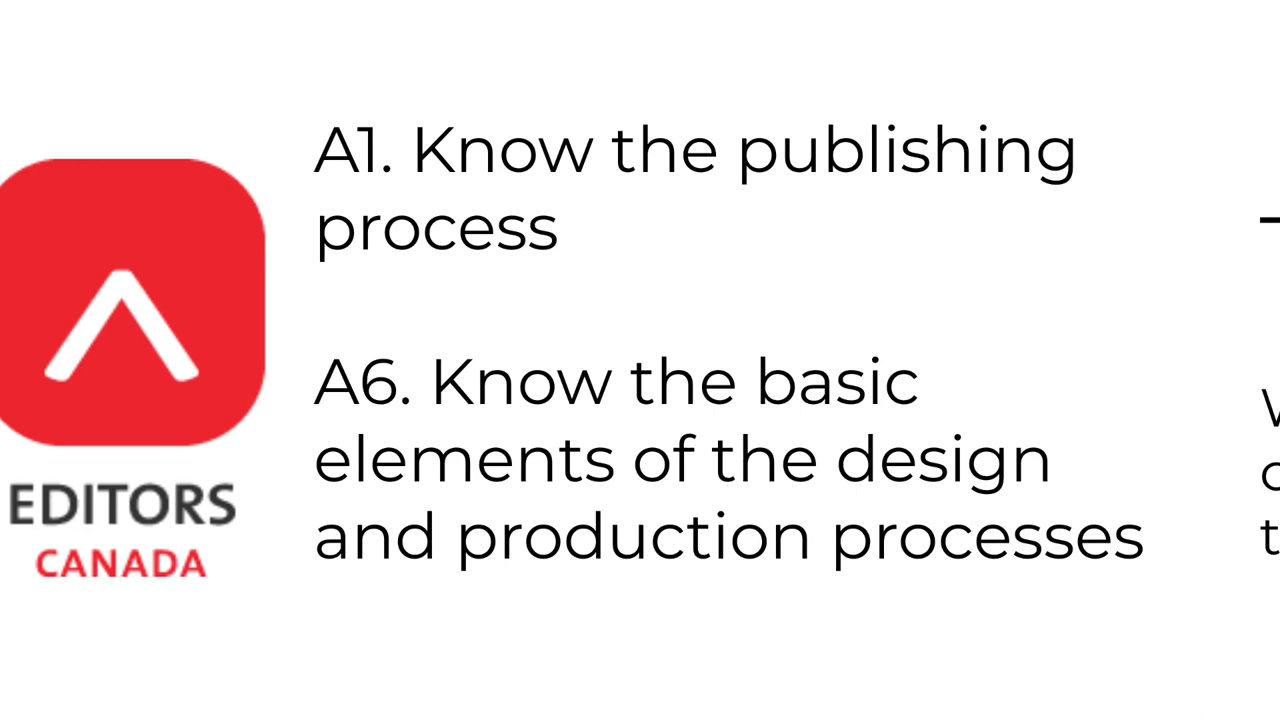 A1. Know the publishing
process
A6. Know the basic
elements of the design
and production processes
EDITORS
CANADA